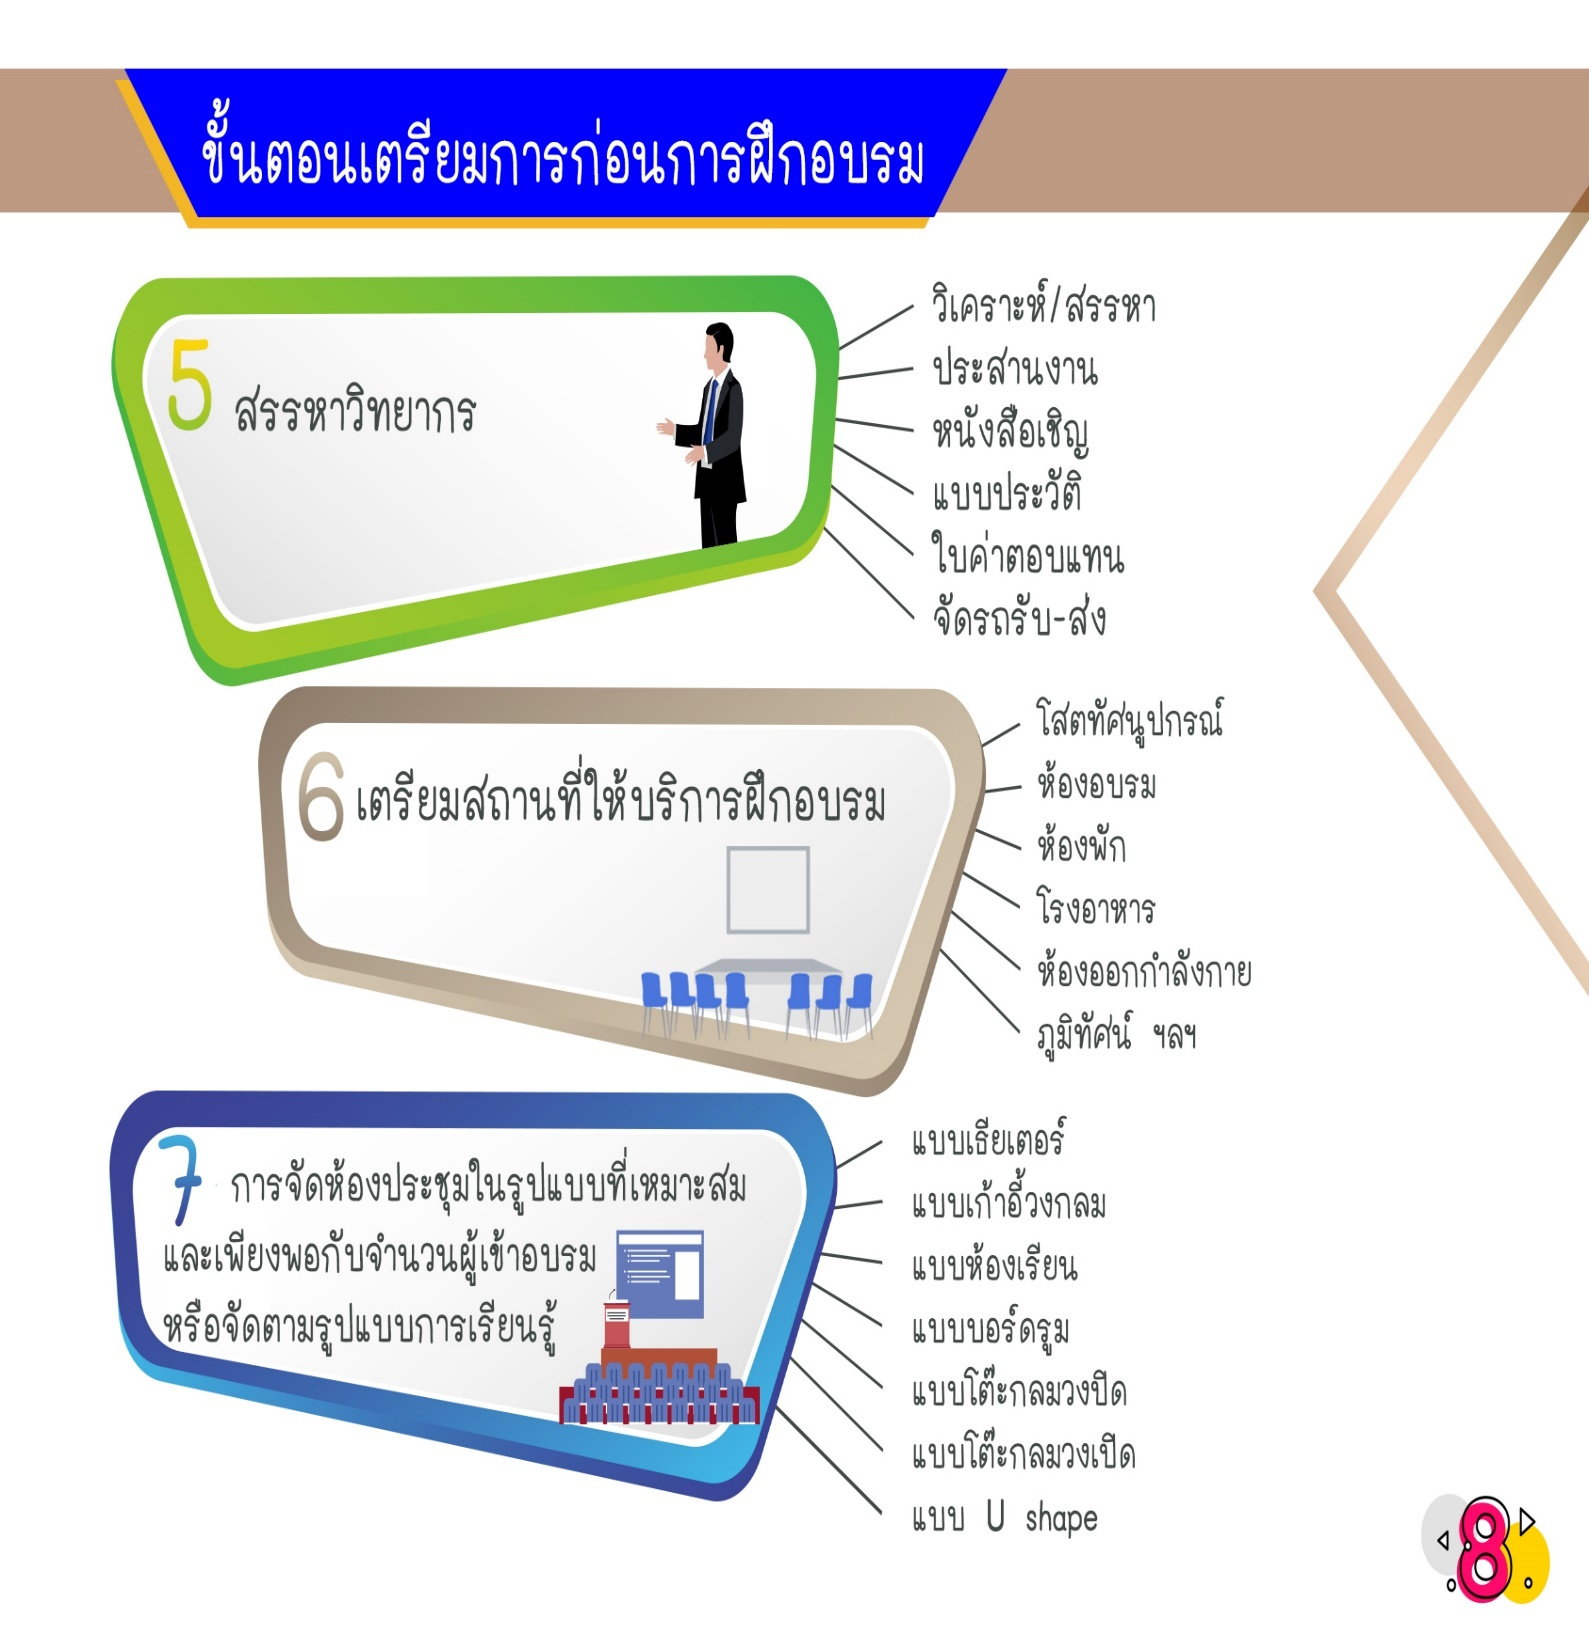 ขั้นตอนเตรียมการก่อนการฝึกอบรม
5 สรรหาวิทยากร
วิเคราะห์/สรรหา
ประสานงาน
หนังสือเชิญ
แบบประวัติ
ใบค่าตอบแทน
จัดรถรับ-ส่ง
6 เตรียมสถานที่ให้บริการฝึกอบรม
โสตทัศนูปกรณ์
ห้องอบรม
ห้องพัก
โรงอาหาร
ห้องออกกำลังกาย
ภูมิทัศน์ ฯลฯ
7 การจัดห้องประชุมในรูปแบบที่เหมาะสม
และเพียงพอกับจำนวนผู้เข้าอบรม
หรือจัดตามรูปแบบการเรียนรู้
แบบเธียเตอร์
แบบเก้าอี้วงกลม
แบบห้องเรียน
แบบบอร์ดรูม
แบบโต๊ะกลมวงปิด
แบบโต๊ะกลมวงเปิด
แบบ U shape
8